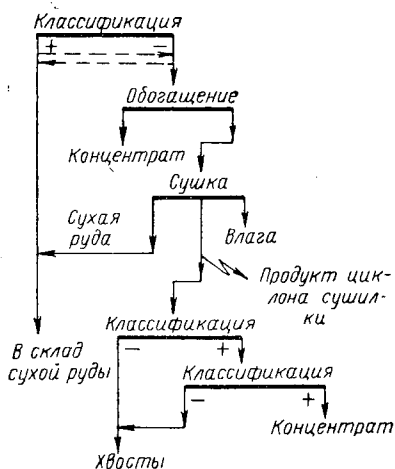 Классификация
+ −
Обогащение
Концентрат
Сушка
Сухая
руда
Влага
Продукт цик-
лона сушил-
ки
Классификация
− +
В склад
сухой руды
Классификация
− +
Концентрат
Хвосты